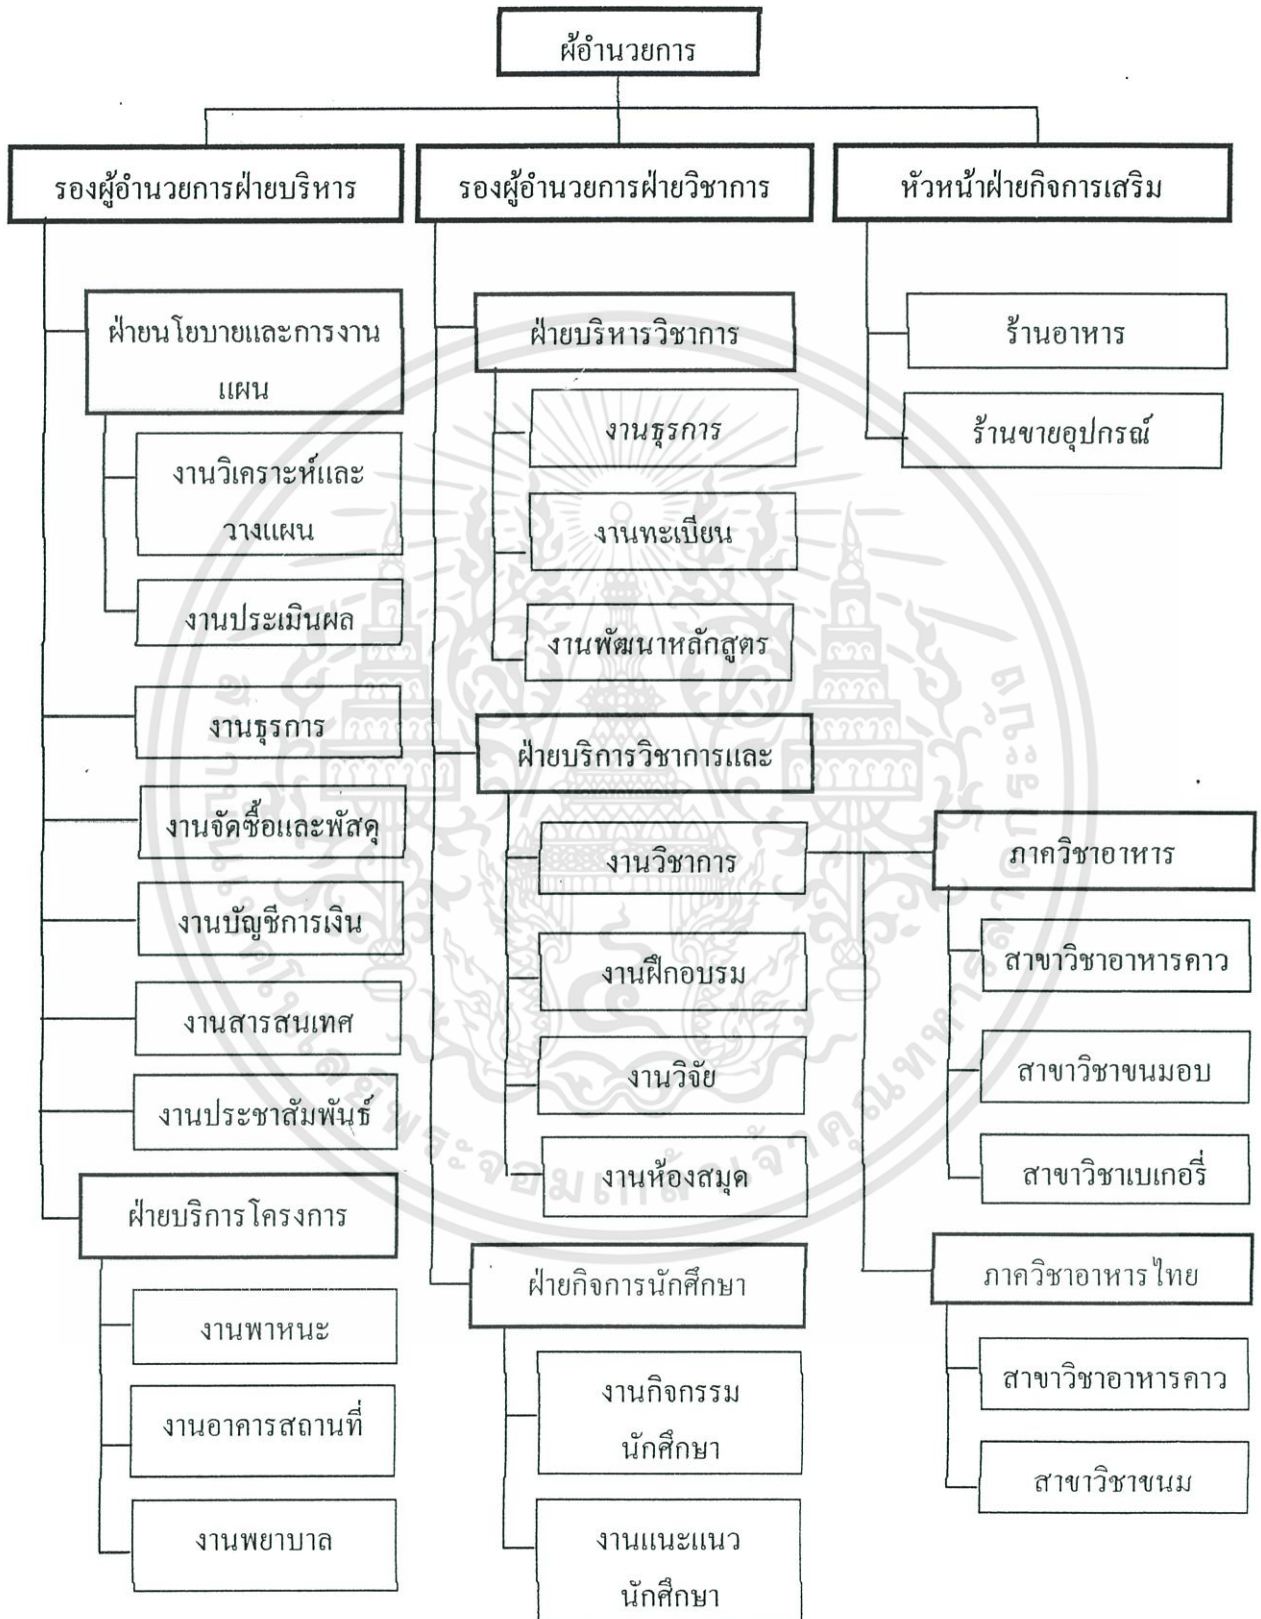 ผ้อำนวยการ
รองผู้อำนวยการฝ่ายบริหาร
รองผู้อำนวยการฝ่ายวิชาการ
หัวหน้าฝ่ายกิจการเสริม
ฝ่ายนโยบายและการงาน
แผน
งานวิเคราะห์และ
วางแผน
งานประเมินผล
งานธุรการ
งานจัดซื้อและพัสดุ
งานบัญชีการเงิน
งานสารสนเทศ
งานประชาสัมพันธ์
ฝ่ายบริการโครงการ
งานพาหนะ
งานอาคารสถานที่
งานพยาบาล
ฝ่ายบริหารวิชาการ
งานธุรการ
งานทะเบียน
งานพัฒนาหลักสูตร
ฝ่ายบริการวิชาการและ
งานวิชาการ
งานฝึกอบรม
งานวิจัย
งานห้องสมุด
ฝ่ายกิจการนักศึกษา
งานกิจกรรม
นักศึกษา
งานแนะแนว
นักศึกษา
ร้านอาหาร
ร้านขายอุปกรณ์
ภาควิชาอาหาร
สาขาวิชาอาหารคาว
สาขาวิชาขนมอบ
สาขาวิชาเบเกอรี่
ภาควิชาอาหารไทย
สาขาวิชาอาหารคาว
สาขาวิชาขนม